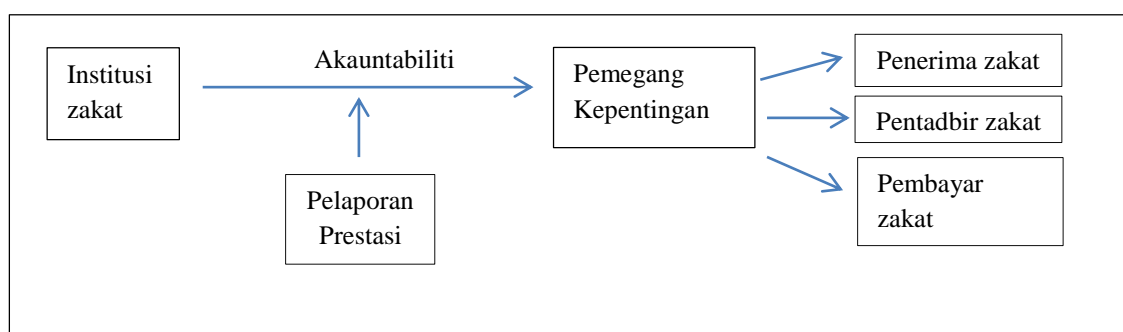 Institusi
zakat
Akauntabiliti
Pelaporan
Prestasi
Pemegang
Kepentingan
Penerima zakat
Pentadbir zakat
Pembayar
zakat